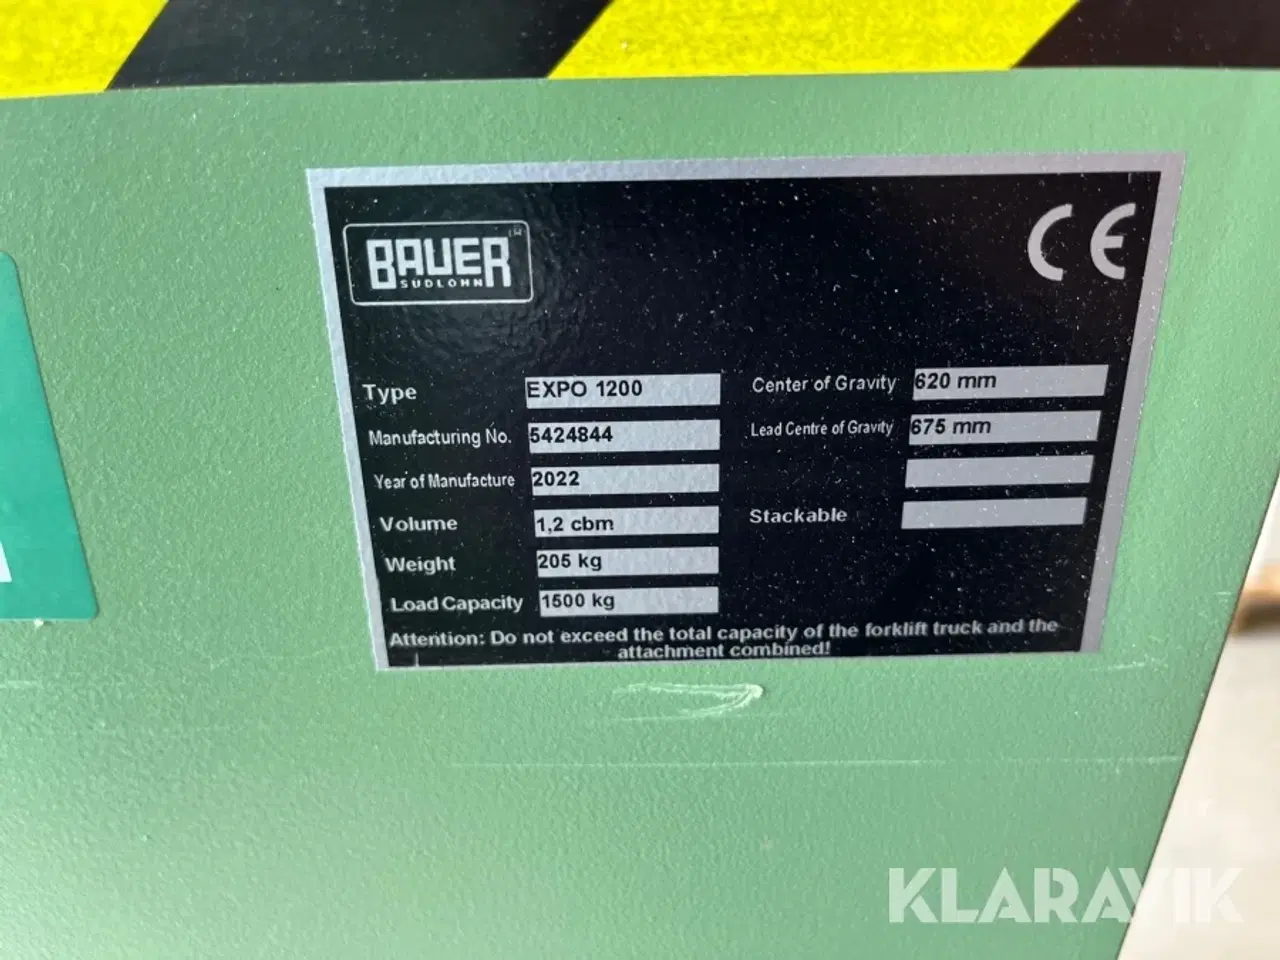 BAUER
SÜDLOHN
CE
Type EXPO 1200
Manufacturing No. 5424844
Year of Manufacture 2022
Volume 1,2 cbm
Weight 205 kg
Load Capacity 1500 kg
Center of Gravity 620 mm
Lead Centre of Gravity 675 mm
Stackable
Attention: Do not exceed the total capacity of the forklift truck and the
attachment combined!
KLARAVIK